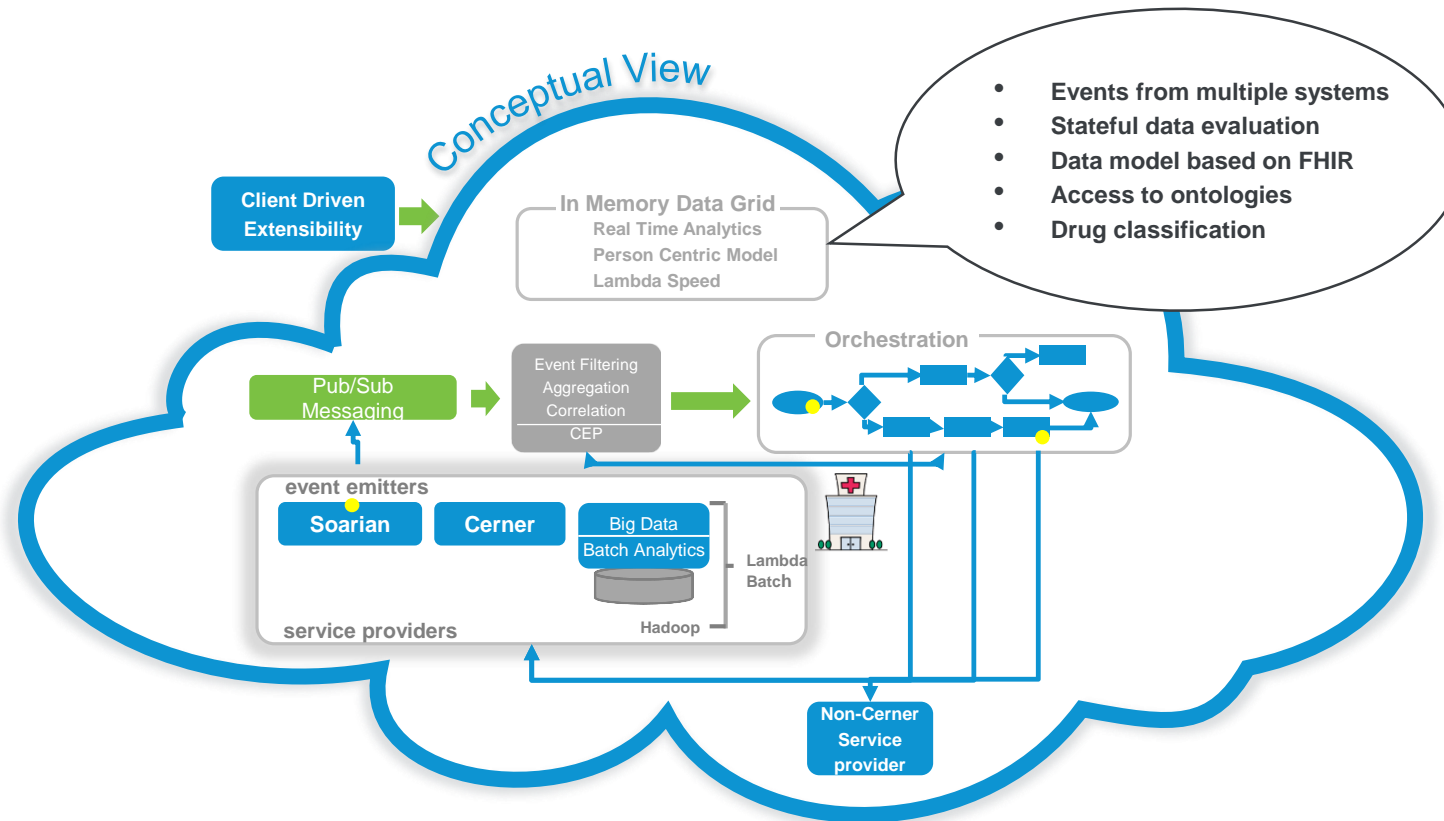 Conceptual View
• Events from multiple systems
• Stateful data evaluation
• Data model based on FHIR
• Access to ontologies
• Drug classification
Client Driven
Extensibility
In Memory Data Grid
Real Time Analytics
Person Centric Model
Lambda Speed
Pub/Sub
Messaging
Event Filtering
Aggregation
Correlation
CEP
Orchestration
event emitters
Soarian
Cerner
Big Data
Batch Analytics
Lambda
Batch
Hadoop
service providers
Non-Cerner
Service
provider